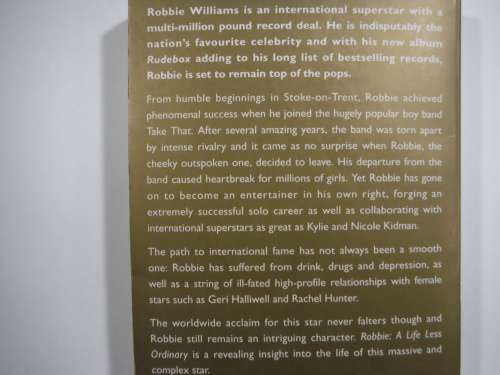 Robbie Williams is an international superstar with a
multi-million pound record deal. He is indisputably the
nation's favourite celebrity and with his new album
Rudebox adding to his long list of bestselling records,
Robbie is set to remain top of the pops.
From humble beginnings in Stoke-on-Trent, Robbie achieved
phenomenal success when he joined the hugely popular boy band
Take That. After several amazing years, the band was torn apart
by intense rivalry and it came as no surprise when Robbie, the
cheeky outspoken one, decided to leave. His departure from the
band caused heartbreak for millions of girls. Yet Robbie has gone
on to become an entertainer in his own right, forging an
extremely successful solo career as well as collaborating with
international superstars as great as Kylie and Nicole Kidman.
The path to international fame has not always been a smooth
one: Robbie has suffered from drink, drugs and depression, as
well as a string of ill-fated high-profile relationships with female
stars such as Geri Halliwell and Rachel Hunter.
The worldwide acclaim for this star never falters though and
Robbie still remains an intriguing character. Robbie: A Life Less
Ordinary is a revealing insight into the life of this massive and
complex star.